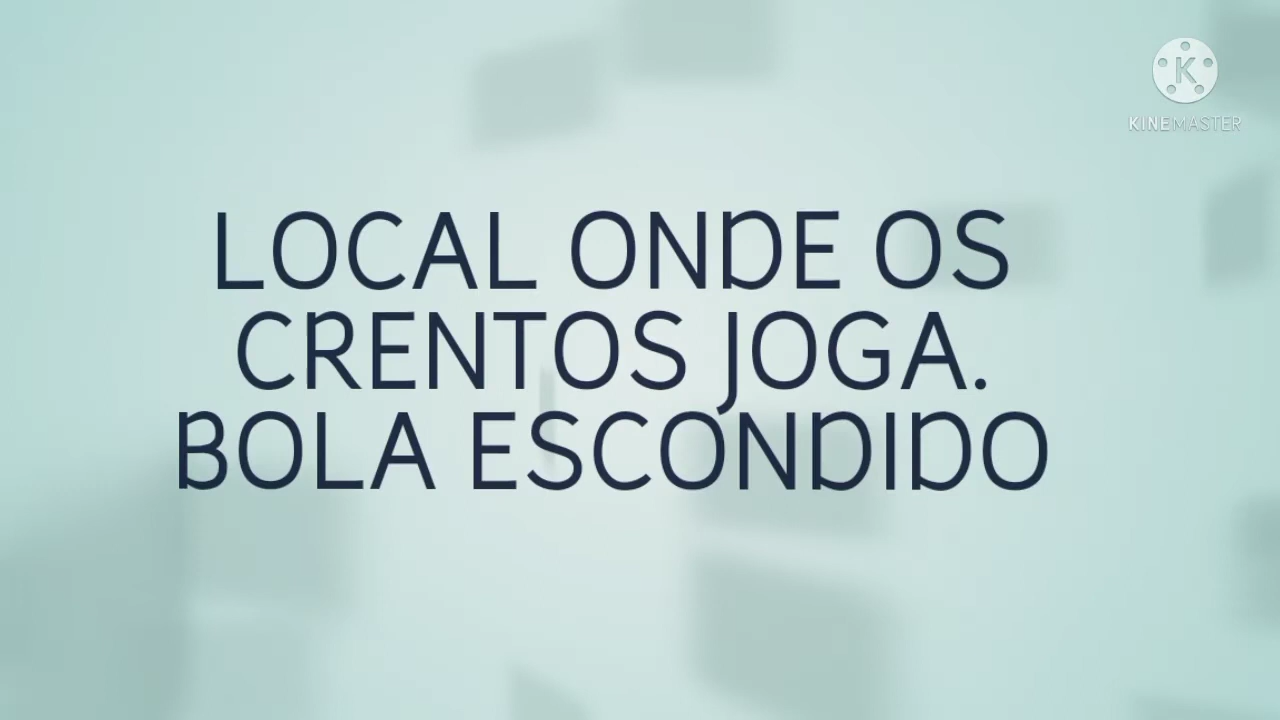 K
KINEMASTER
LOCAL ONDE OS
CRENTOS JOGA.
BOLA ESCONDIDO